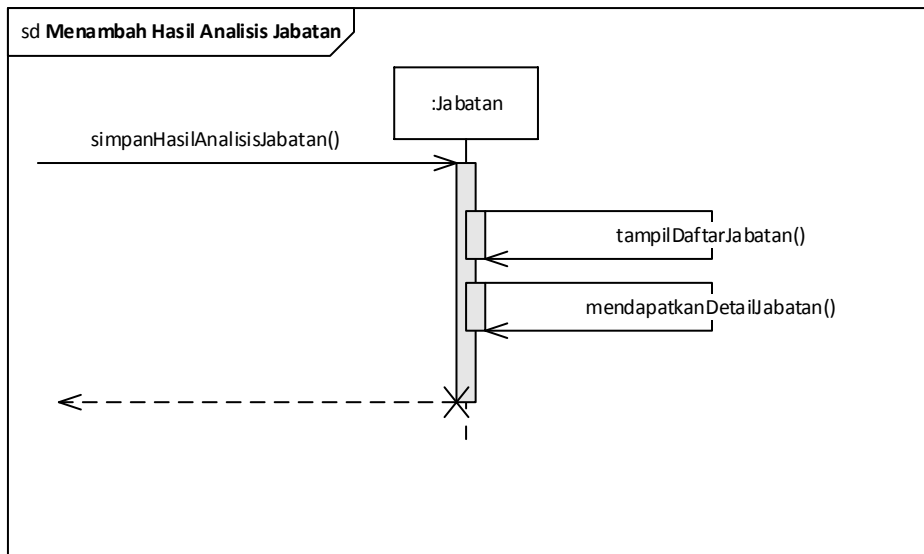 sd Menambah Hasil Analisis Jabatan
:Jabatan
simpanHasilAnalisisJabatan()
tampilDaftarJabatan()
mendapatkanDetailJabatan()